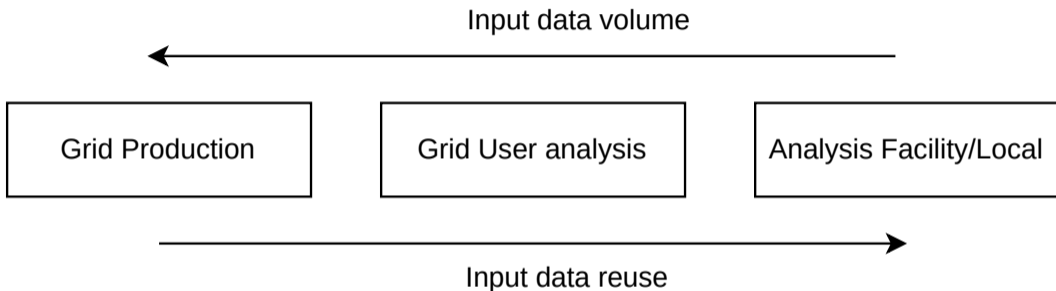 Input data volume
Grid Production
Grid User analysis
Analysis Facility/Local
Input data reuse